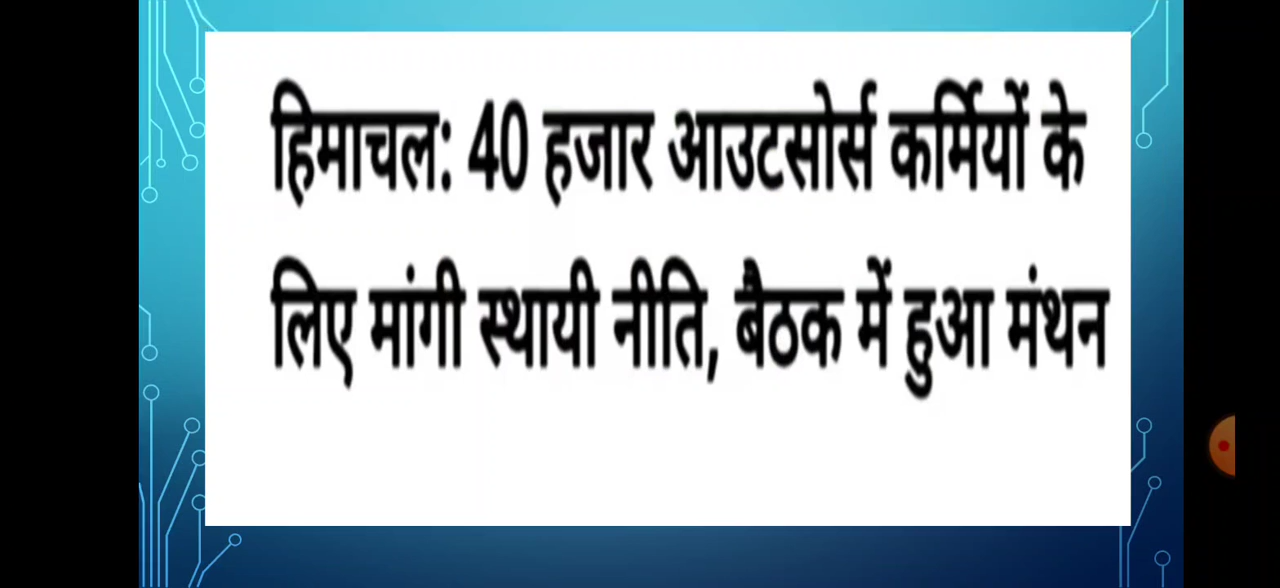 हिमाचल: 40 हजार आउटसोर्स कर्मियों के
लिए मांगी स्थायी नीति, बैठक में हुआ मंथन